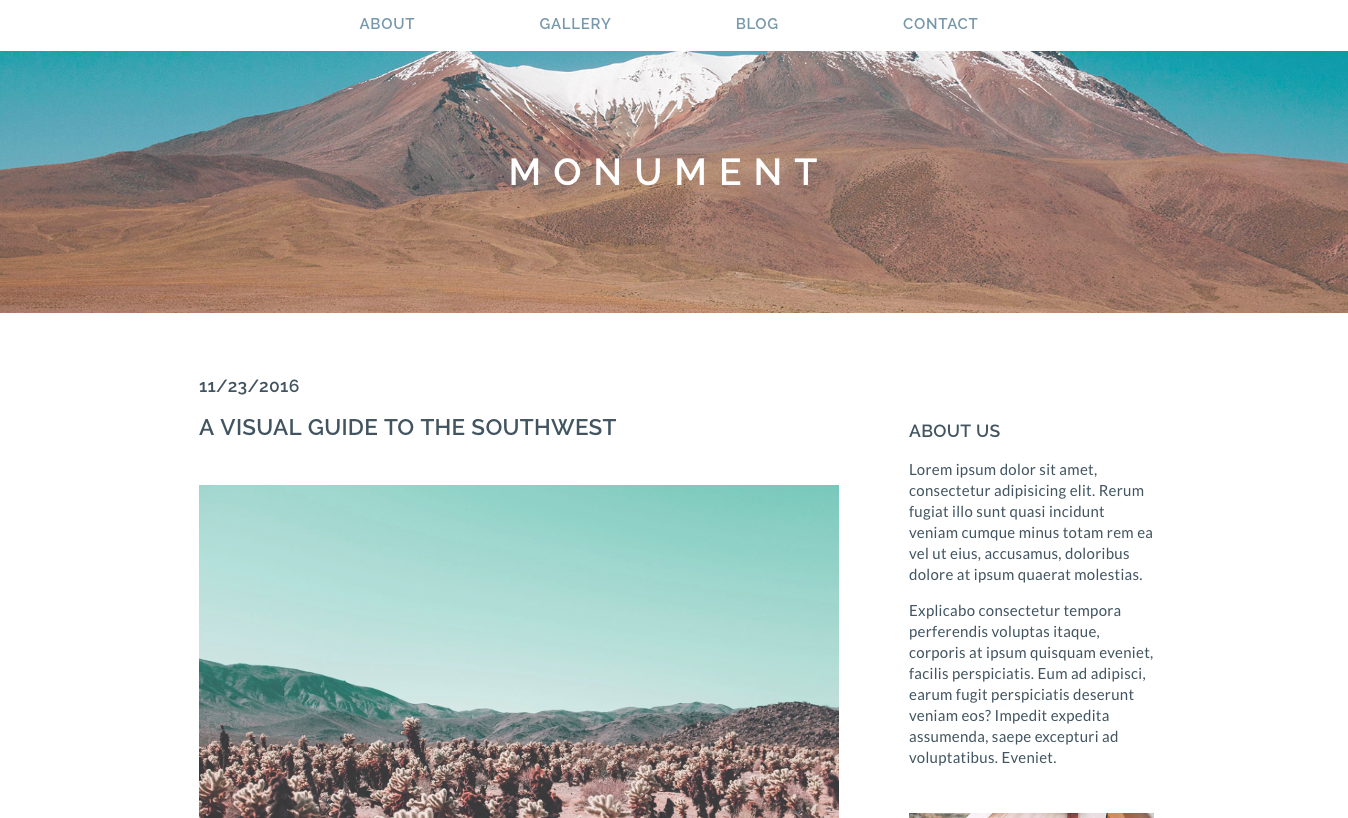 ABOUT GALLERY BLOG CONTACT
MONUMENT
11/23/2016
A VISUAL GUIDE TO THE SOUTHWEST
ABOUT US
Lorem ipsum dolor sit amet,
consectetur adipisicing elit. Rerum
fugiat illo sunt quasi incidunt
veniam cumque minus totam rem ea
vel ut eius, accusamus, doloribus
dolore at ipsum quaerat molestias.
Explicabo consectetur tempora
perferendis voluptas itaque,
corporis at ipsum quisquam eveniet,
facilis perspiciatis. Eum ad adipisci,
earum fugit perspiciatis deserunt
veniam eos? Impedit expedita
assumenda, saepe excepturi ad
voluptatibus. Eveniet.